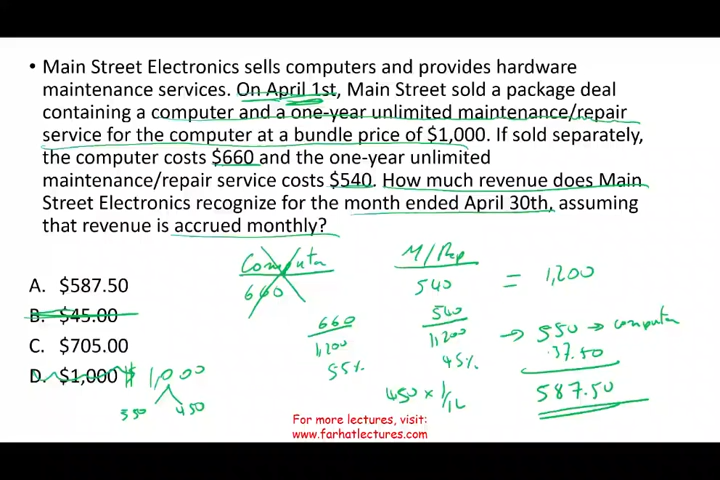 • Main Street Electronics sells computers and provides hardware
maintenance services. On April 1st, Main Street sold a package deal
containing a computer and a one-year unlimited maintenance/repair
service for the computer at a bundle price of $1,000. If sold separately,
the computer costs $660 and the one-year unlimited
maintenance/repair service costs $540. How much revenue does Main
Street Electronics recognize for the month ended April 30th, assuming
that revenue is accrued monthly?
Computer M/Rep
660 540 = 1,200
A. $587.50
B. $45.00
C. $705.00
D. $1,000
660/1,200 540/1,200 → 550 → computer
55% 45% 37.50
$1,000
350 450
450 × 1/12 587.50
For more lectures, visit:
www.farhatlectures.com